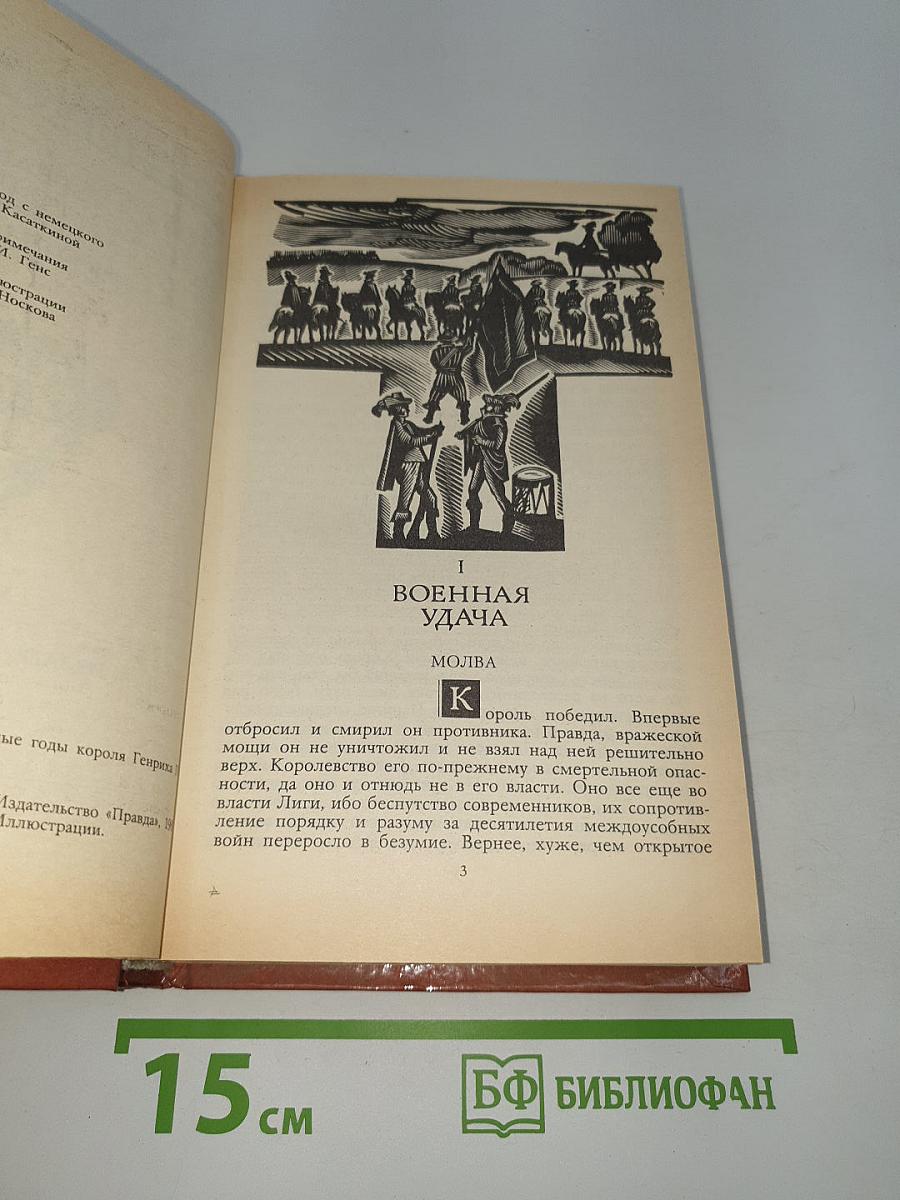 од с немецкого
Касаткиной
римечания
И. Генс
люстрации
Носкова
ые годы короля Генриха
Издательство «Правда»,
Иллюстрации.
I
ВОЕННАЯ
УДАЧА
МОЛВА
Король победил. Впервые
отбросил и смирил он противника. Правда, вражеской
мощи он не уничтожил и не взял над ней решительно
верх. Королевство его по-прежнему в смертельной опас-
ности, да оно и отнюдь не в его власти. Оно все еще во
власти Лиги, ибо беспутство современников, их сопротив-
ление порядку и разуму за десятилетия междоусобных
войн переросло в безумие. Вернее, хуже, чем открытое
3
15 см
БФ БИБЛИОФАН